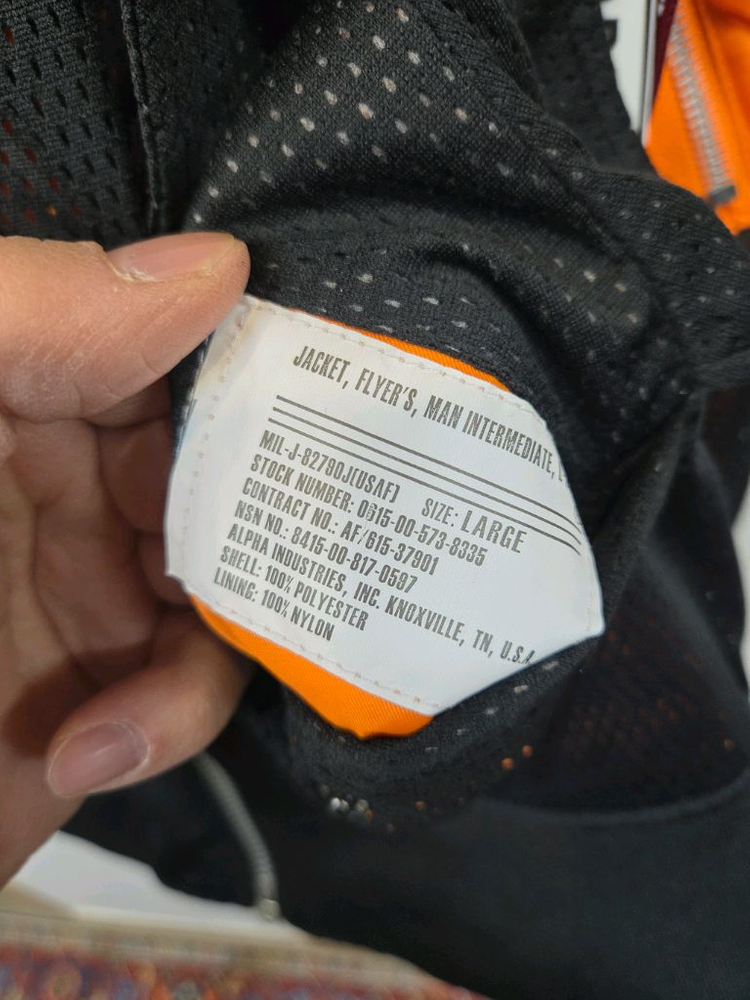 JACKET, FLYER'S, MAN INTERMEDIATE,
MIL-J-82790J(USAF) SIZE: LARGE
STOCK NUMBER: 0615-00-573-8335
CONTRACT NO.: AF/615-37901
NSN NO.: 8415-00-817-0597
ALPHA INDUSTRIES, INC. KNOXVILLE, TN, U.S.A.
SHELL: 100% POLYESTER
LINING: 100% NYLON